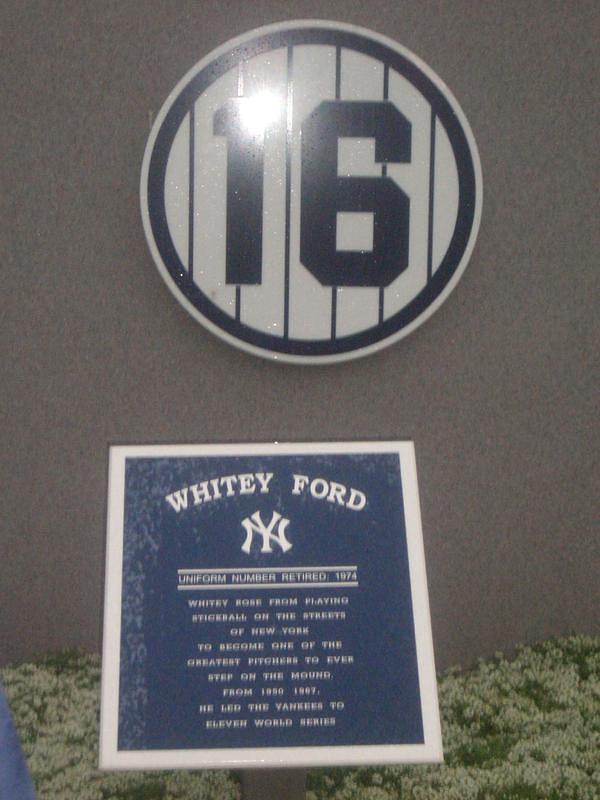 16
WHITEY FORD
NY
UNIFORM NUMBER RETIRED: 1974
WHITEY ROSE FROM PLAYING
STICKBALL ON THE STREETS
OF NEW YORK
TO BECOME ONE OF THE
GREATEST PITCHERS TO EVER
STEP ON THE MOUND.
FROM 1950 1967,
HE LED THE YANKEES TO
ELEVEN WORLD SERIES